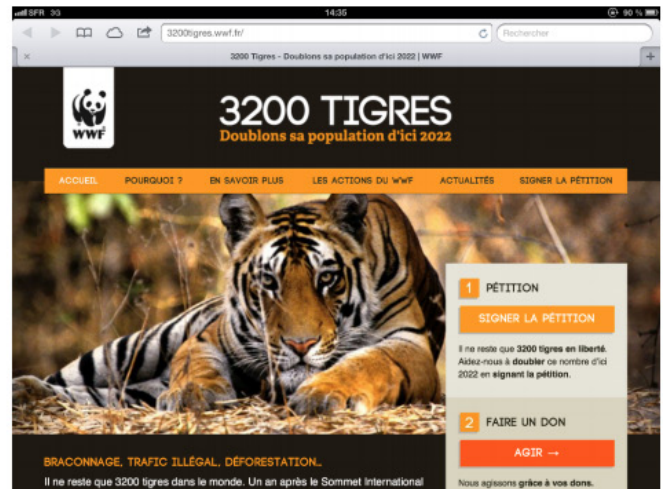 SFR 3G 14:35 90 %
3200tigres.wwf.fr/ Rechercher
3200 Tigres - Doublons sa population d'ici 2022 | WWF
WWF
3200 TIGRES
Doublons sa population d'ici 2022
ACCUEIL POURQUOI ? EN SAVOIR PLUS LES ACTIONS DU WWF ACTUALITÉS SIGNER LA PÉTITION
1 PÉTITION
SIGNER LA PÉTITION
Il ne reste que 3200 tigres en liberté.
Aidez-nous à doubler ce nombre d'ici
2022 en signant la pétition.
2 FAIRE UN DON
AGIR →
Nous agissons grâce à vos dons.
BRACONNAGE, TRAFIC ILLÉGAL, DÉFORESTATION...
Il ne reste que 3200 tigres dans le monde. Un an après le Sommet International